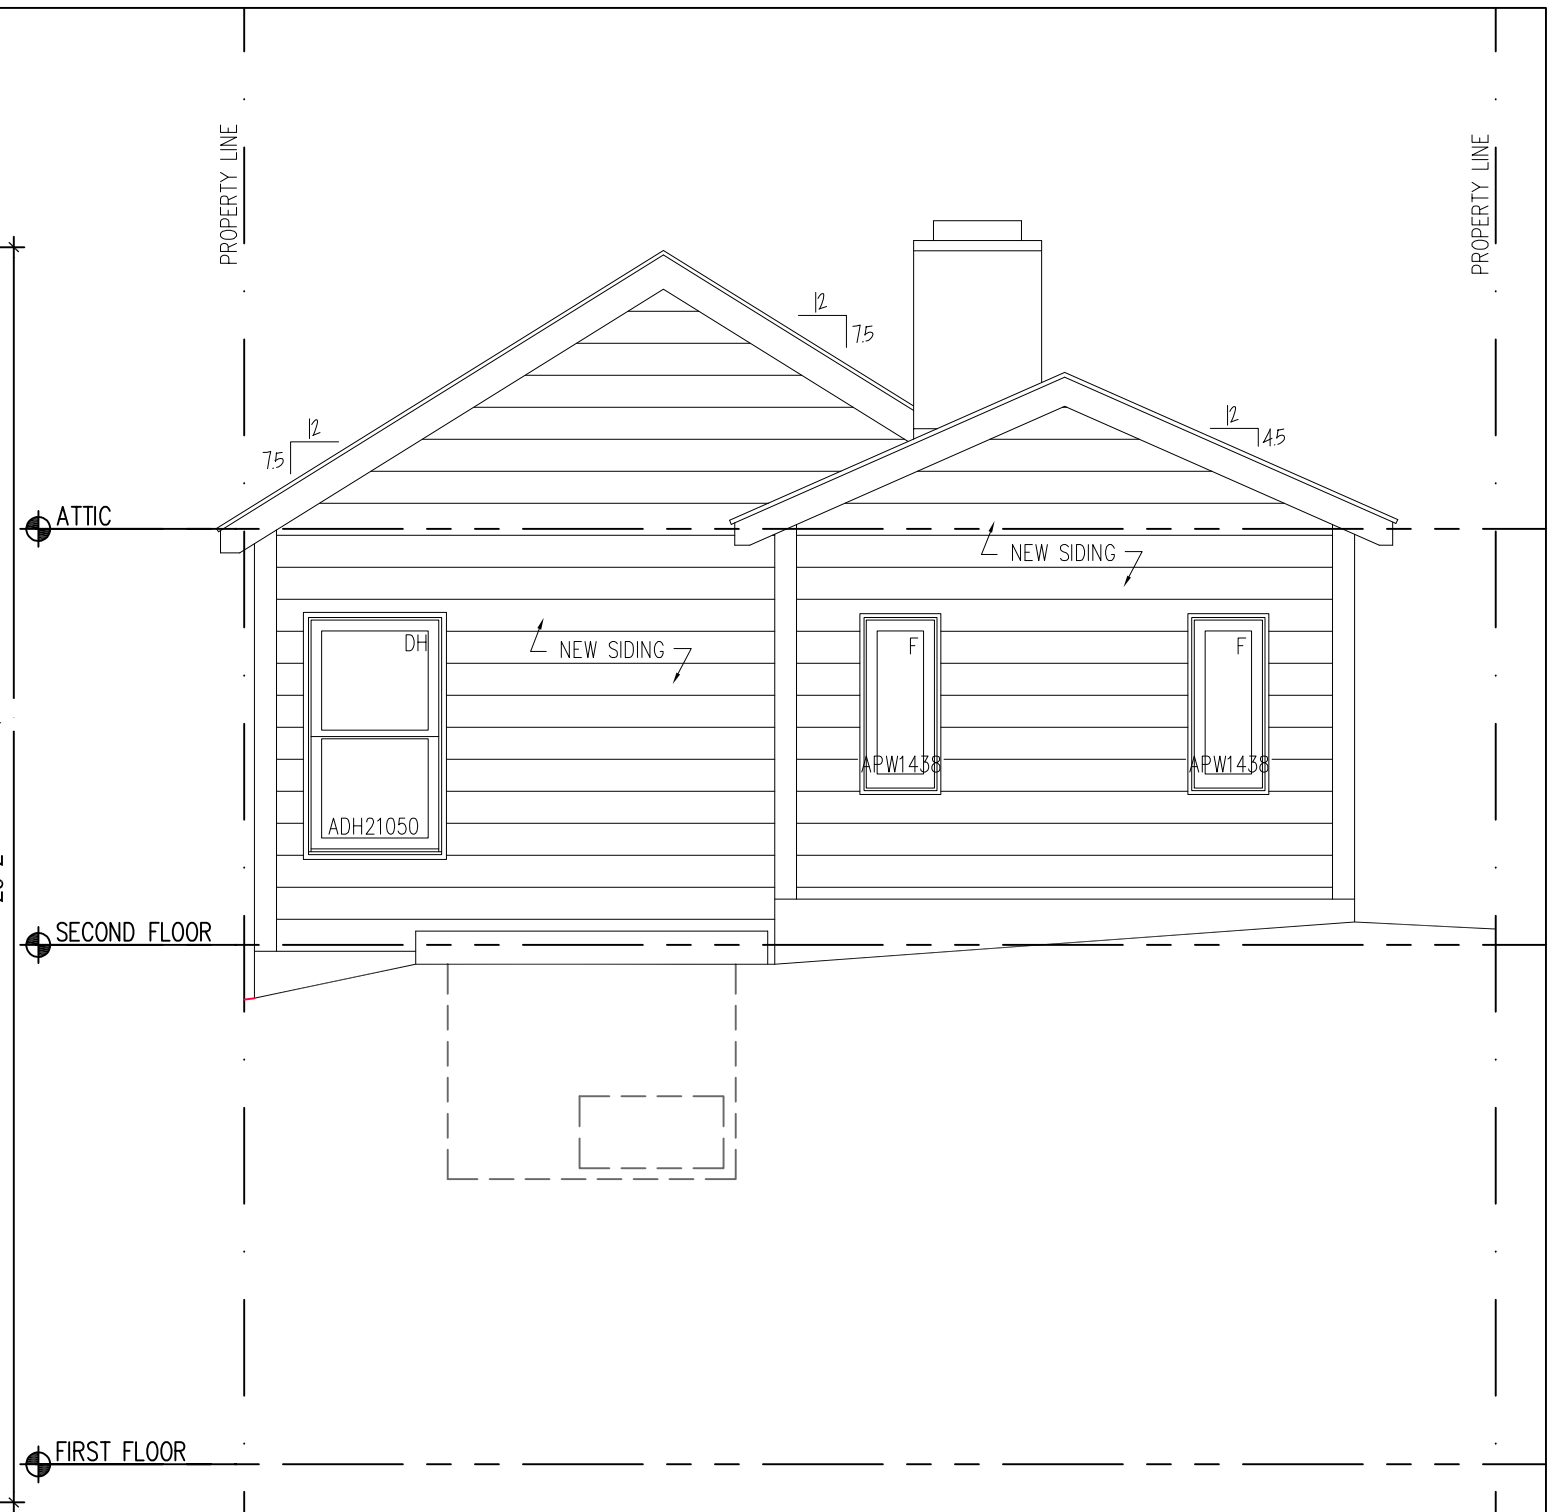 PROPERTY LINE
PROPERTY LINE
12
7.5
12
7.5
12
4.5
ATTIC
NEW SIDING
DH
NEW SIDING
F
F
APW1438
APW1438
ADH21050
SECOND FLOOR
FIRST FLOOR